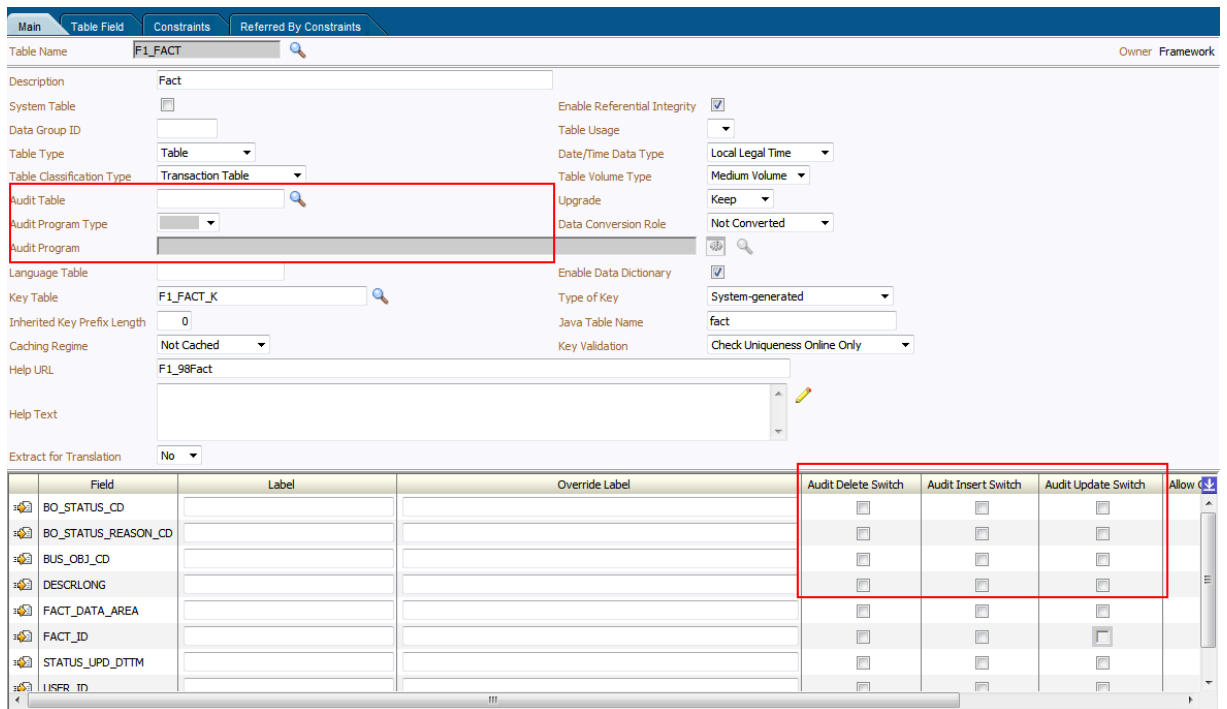 Main Table Field Constraints Referred By Constraints
Table Name F1_FACT Owner Framework
Description Fact
System Table Enable Referential Integrity
Data Group ID Table Usage
Table Type Table Date/Time Data Type Local Legal Time
Table Classification Type Transaction Table Table Volume Type Medium Volume
Audit Table Upgrade Keep
Audit Program Type Data Conversion Role Not Converted
Audit Program
Language Table Enable Data Dictionary
Key Table F1_FACT_K Type of Key System-generated
Inherited Key Prefix Length 0 Java Table Name fact
Caching Regime Not Cached Key Validation Check Uniqueness Online Only
Help URL F1_98Fact
Help Text
Extract for Translation No
Field Label Override Label Audit Delete Switch Audit Insert Switch Audit Update Switch Allow
BO_STATUS_CD
BO_STATUS_REASON_CD
BUS_OBJ_CD
DESCRLONG
FACT_DATA_AREA
FACT_ID
STATUS_UPD_DTTM
USER_ID